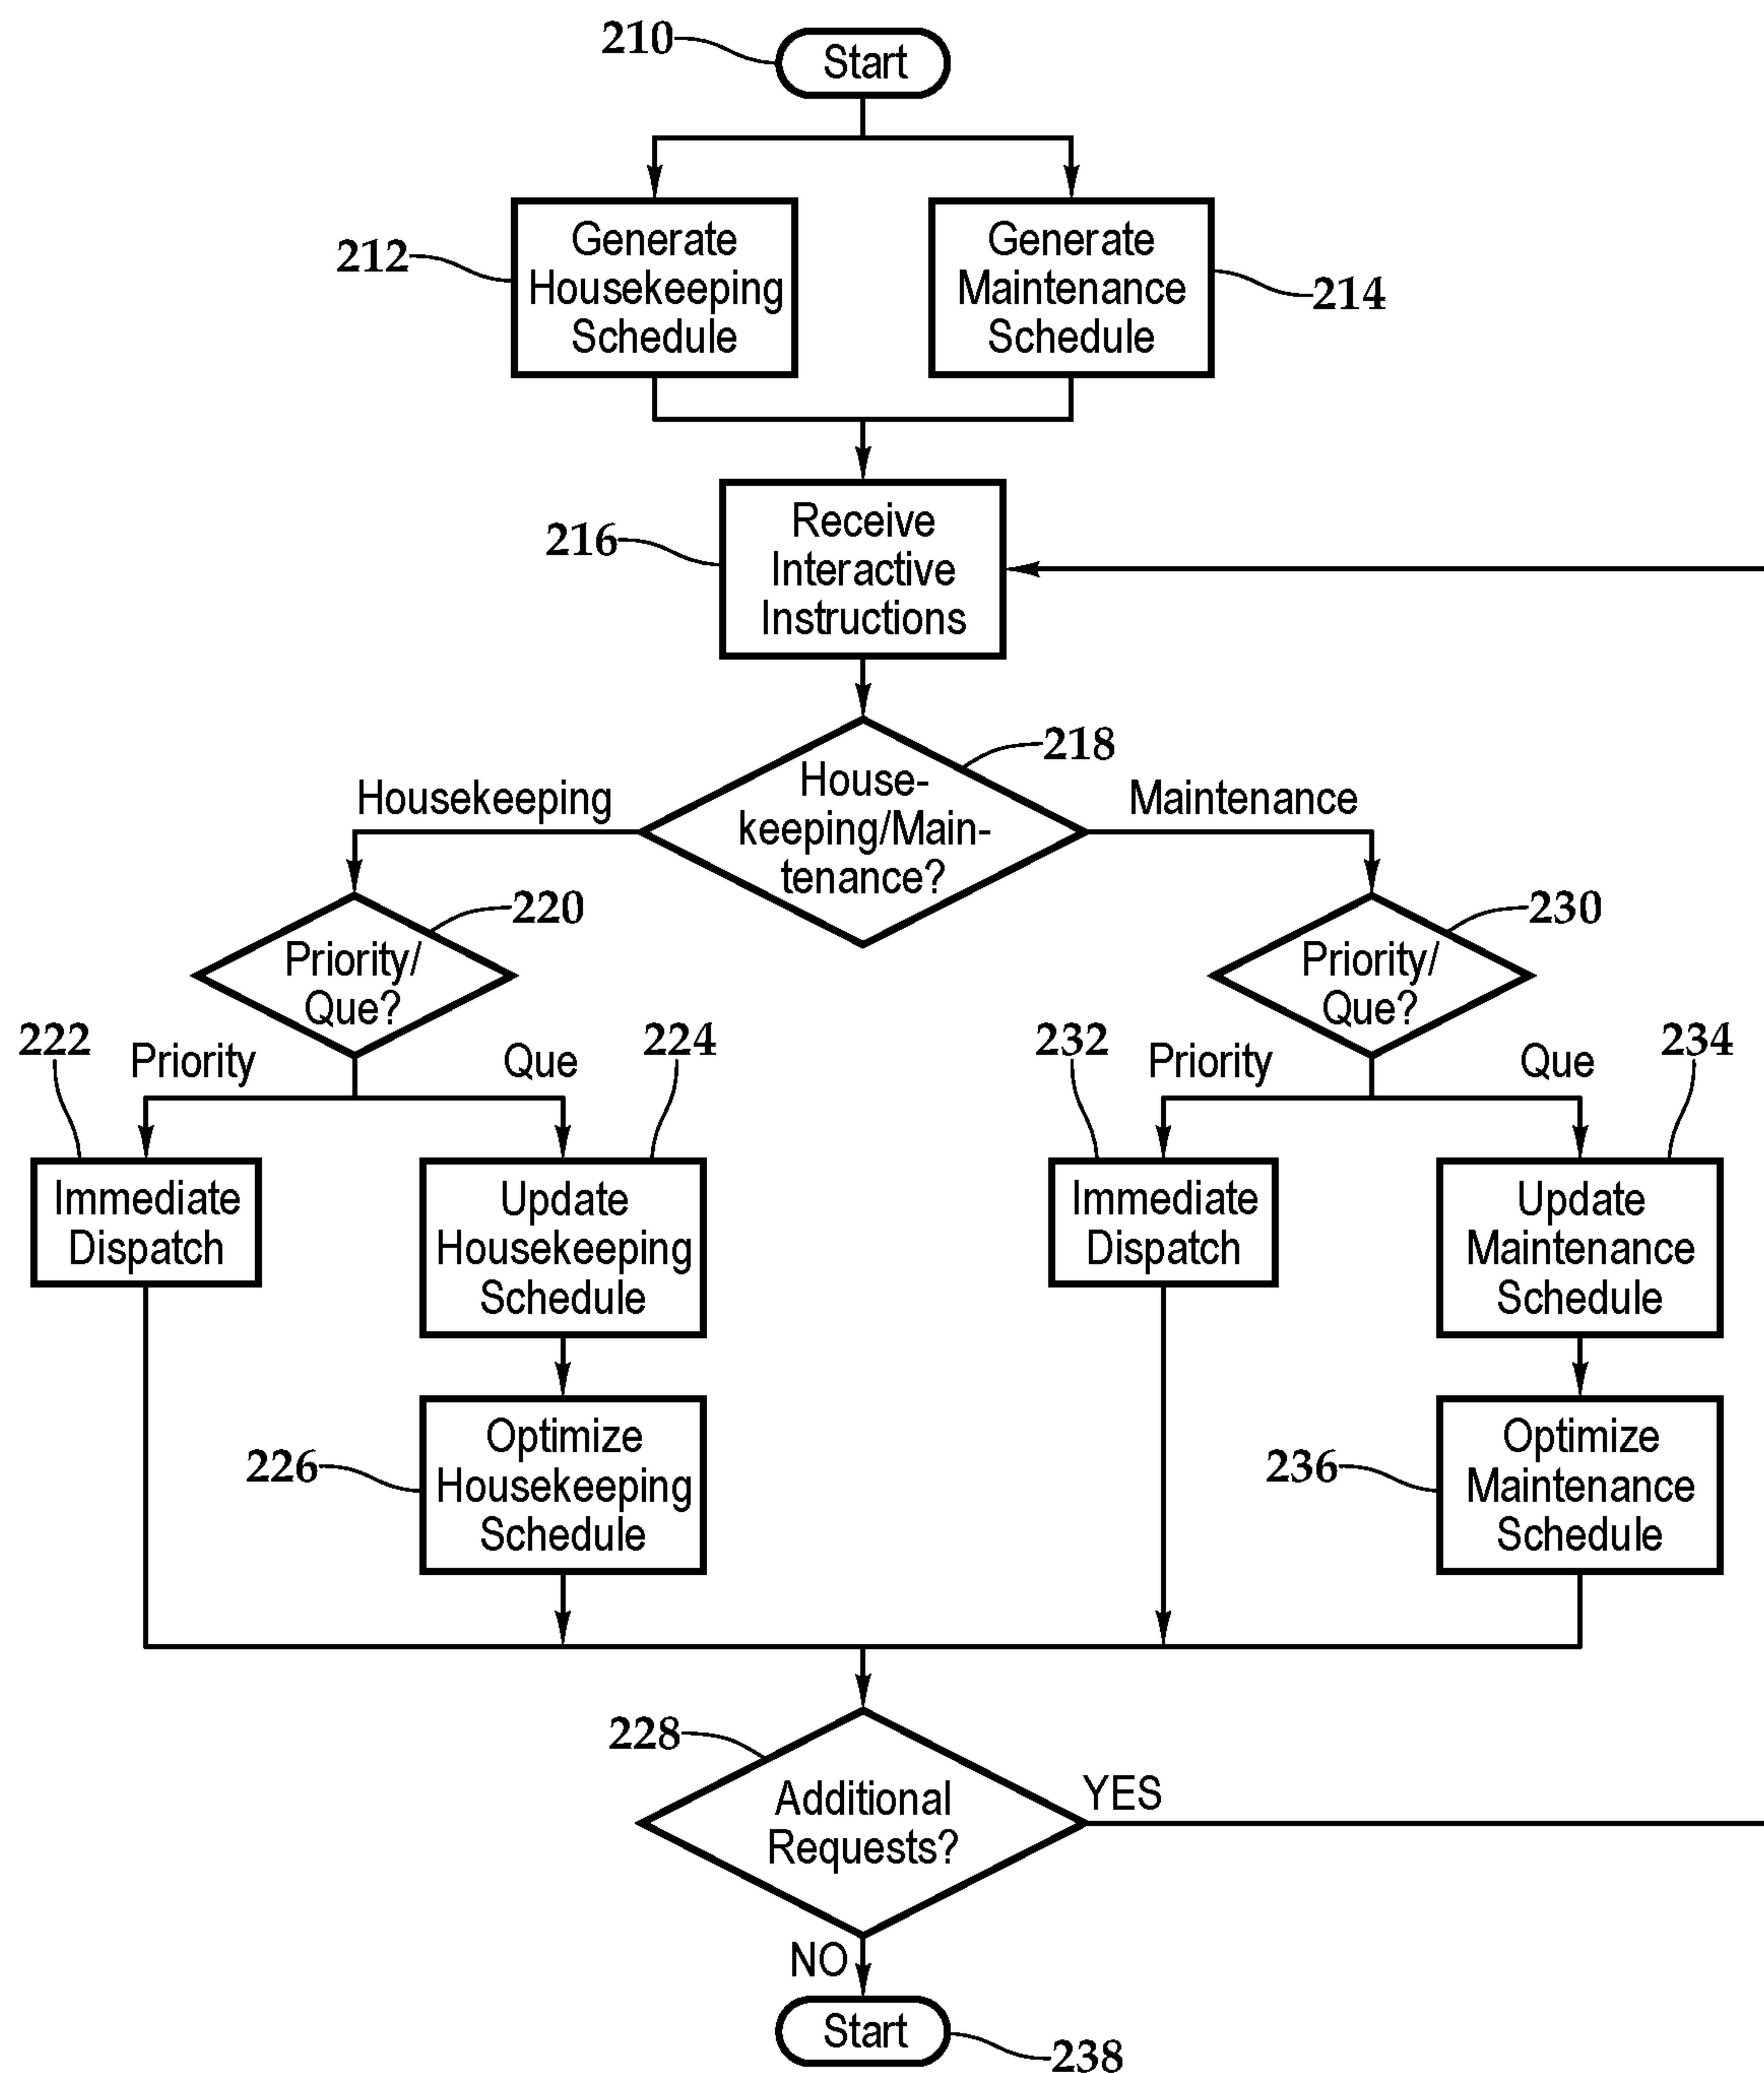 210
Start
212
Generate
Housekeeping
Schedule
Generate
Maintenance
Schedule
214
216
Receive
Interactive
Instructions
218
House-
keeping/Main-
tenance?
Housekeeping
Maintenance
220
Priority/
Que?
230
Priority/
Que?
222
Priority
Que
224
232
Priority
Que
234
Immediate
Dispatch
Update
Housekeeping
Schedule
Immediate
Dispatch
Update
Maintenance
Schedule
226
Optimize
Housekeeping
Schedule
236
Optimize
Maintenance
Schedule
228
Additional
Requests?
YES
NO
Start
238